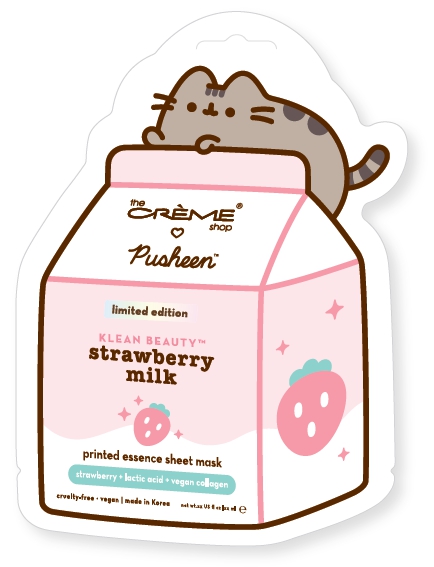 the
CRÈME®
shop
Pusheen™
limited edition
KLEAN BEAUTY™
strawberry
milk
printed essence sheet mask
strawberry + lactic acid + vegan collagen
cruelty-free • vegan | made in Korea